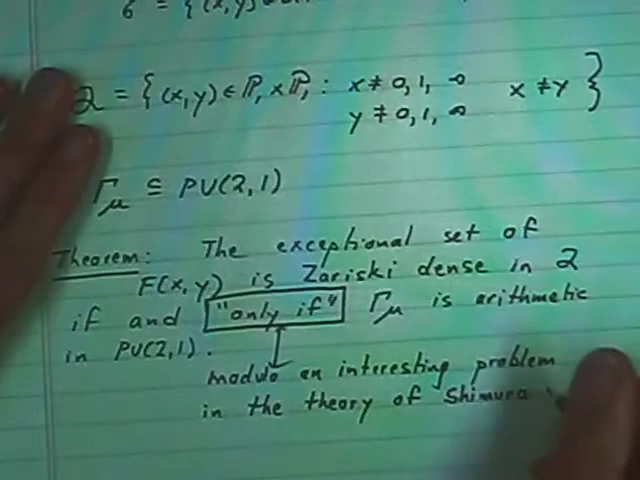 = {(x, y)
2 = { (x, y) ∈ ℙ₁ × ℙ₁ : x ≠ 0, 1, ∞ x ≠ y }
y ≠ 0, 1, ∞
Γμ ⊆ PU(2,1)
Theorem: The exceptional set of
F(x, y) is Zariski dense in 2
if and "only if" Γμ is arithmetic
in PU(2,1).
modulo an interesting problem
in the theory of Shimura